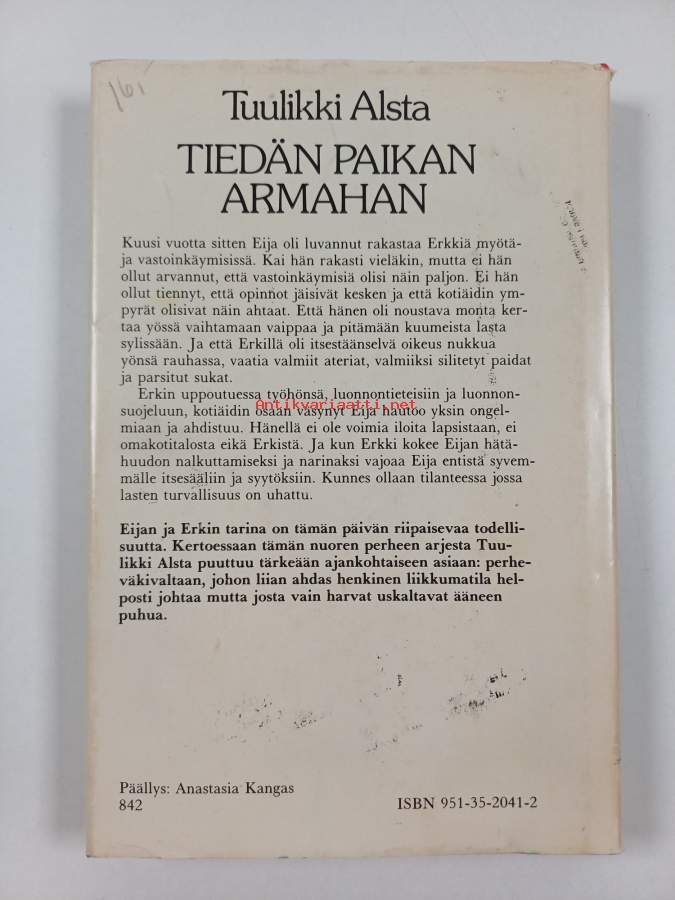 161
Tuulikki Alsta
TIEDÄN PAIKAN
ARMAHAN
Kuusi vuotta sitten Eija oli luvannut rakastaa Erkkiä myötä-
ja vastoinkäymisissä. Kai hän rakasti vieläkin, mutta ei hän
ollut arvannut, että vastoinkäymisiä olisi näin paljon. Ei hän
ollut tiennyt, että opinnot jäisivät kesken ja että kotiäidin ym-
pyrät olisivat näin ahtaat. Että hänen oli noustava monta ker-
taa yössä vaihtamaan vaippaa ja pitämään kuumeista lasta
sylissään. Ja että Erkillä oli itsestäänselvä oikeus nukkua
yönsä rauhassa, vaatia valmiit ateriat, valmiiksi silitetyt paidat
ja parsitut sukat.
Erkin uppoutuessa työhönsä, luonnontieteisiin ja luonnon-
suojeluun, kotiäidin osaan väsynyt Eija hautoo yksin ongel-
Antikvariaatti.net
miaan ja ahdistuu. Hänellä ei ole voimia iloita lapsistaan, ei
omakotitalosta eikä Erkistä. Ja kun Erkki kokee Eijan hätä-
huudon nalkuttamiseksi ja narinaksi vajoaa Eija entistä syvem-
mälle itsesääliin ja syytöksiin. Kunnes ollaan tilanteessa jossa
lasten turvallisuus on uhattu.
Eijan ja Erkin tarina on tämän päivän riipaisevaa todelli-
suutta. Kertoessaan tämän nuoren perheen arjesta Tuu-
likki Alsta puuttuu tärkeään ajankohtaiseen asiaan: perhe-
väkivaltaan, johon liian ahdas henkinen liikkumatila hel-
posti johtaa mutta josta vain harvat uskaltavat ääneen
puhua.
Päällys: Anastasia Kangas
842
ISBN 951-35-2041-2